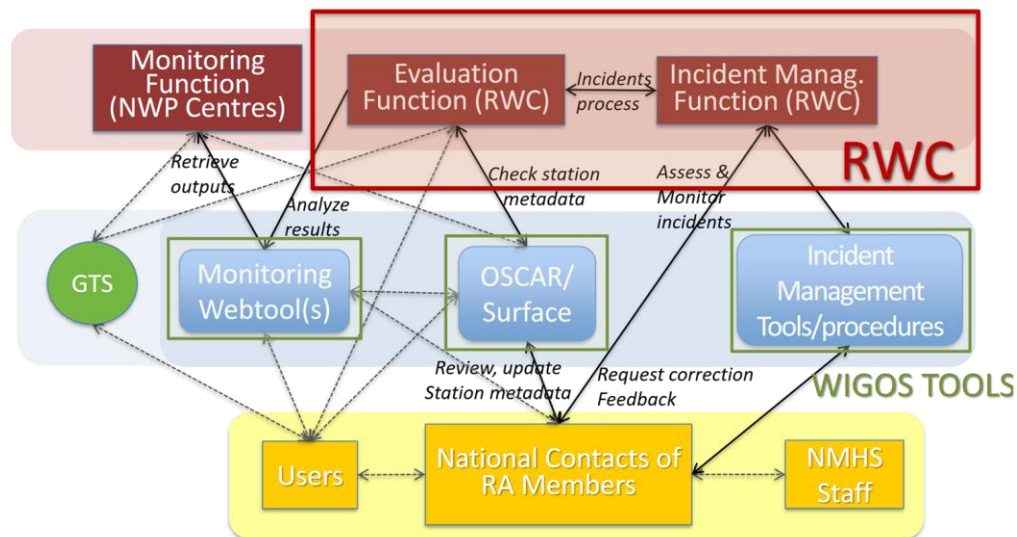 Monitoring
Function
(NWP Centres)
Evaluation
Function (RWC)
Incidents
process
Incident Manag.
Function (RWC)
RWC
Retrieve
outputs
Analyze
results
Check station
metadata
Assess &
Monitor
incidents
GTS
Monitoring
Webtool(s)
OSCAR/
Surface
Incident
Management
Tools/procedures
Review, update
Station metadata
Request correction
Feedback
WIGOS TOOLS
Users
National Contacts of
RA Members
NMHS
Staff